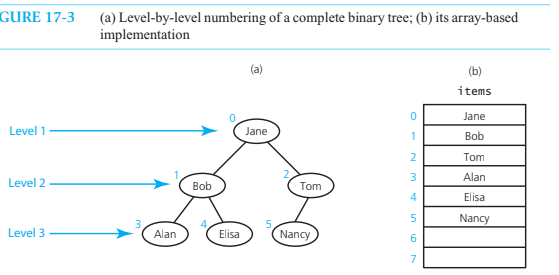 GURE 17-3 (a) Level-by-level numbering of a complete binary tree; (b) its array-based
implementation
(a)
(b)
items
0 Jane
Level 1
0 Jane
1 Bob
2 Tom
Level 2
1 Bob
2 Tom
3 Alan
4 Elisa
Level 3
3 Alan
4 Elisa
5 Nancy
5 Nancy
6
7